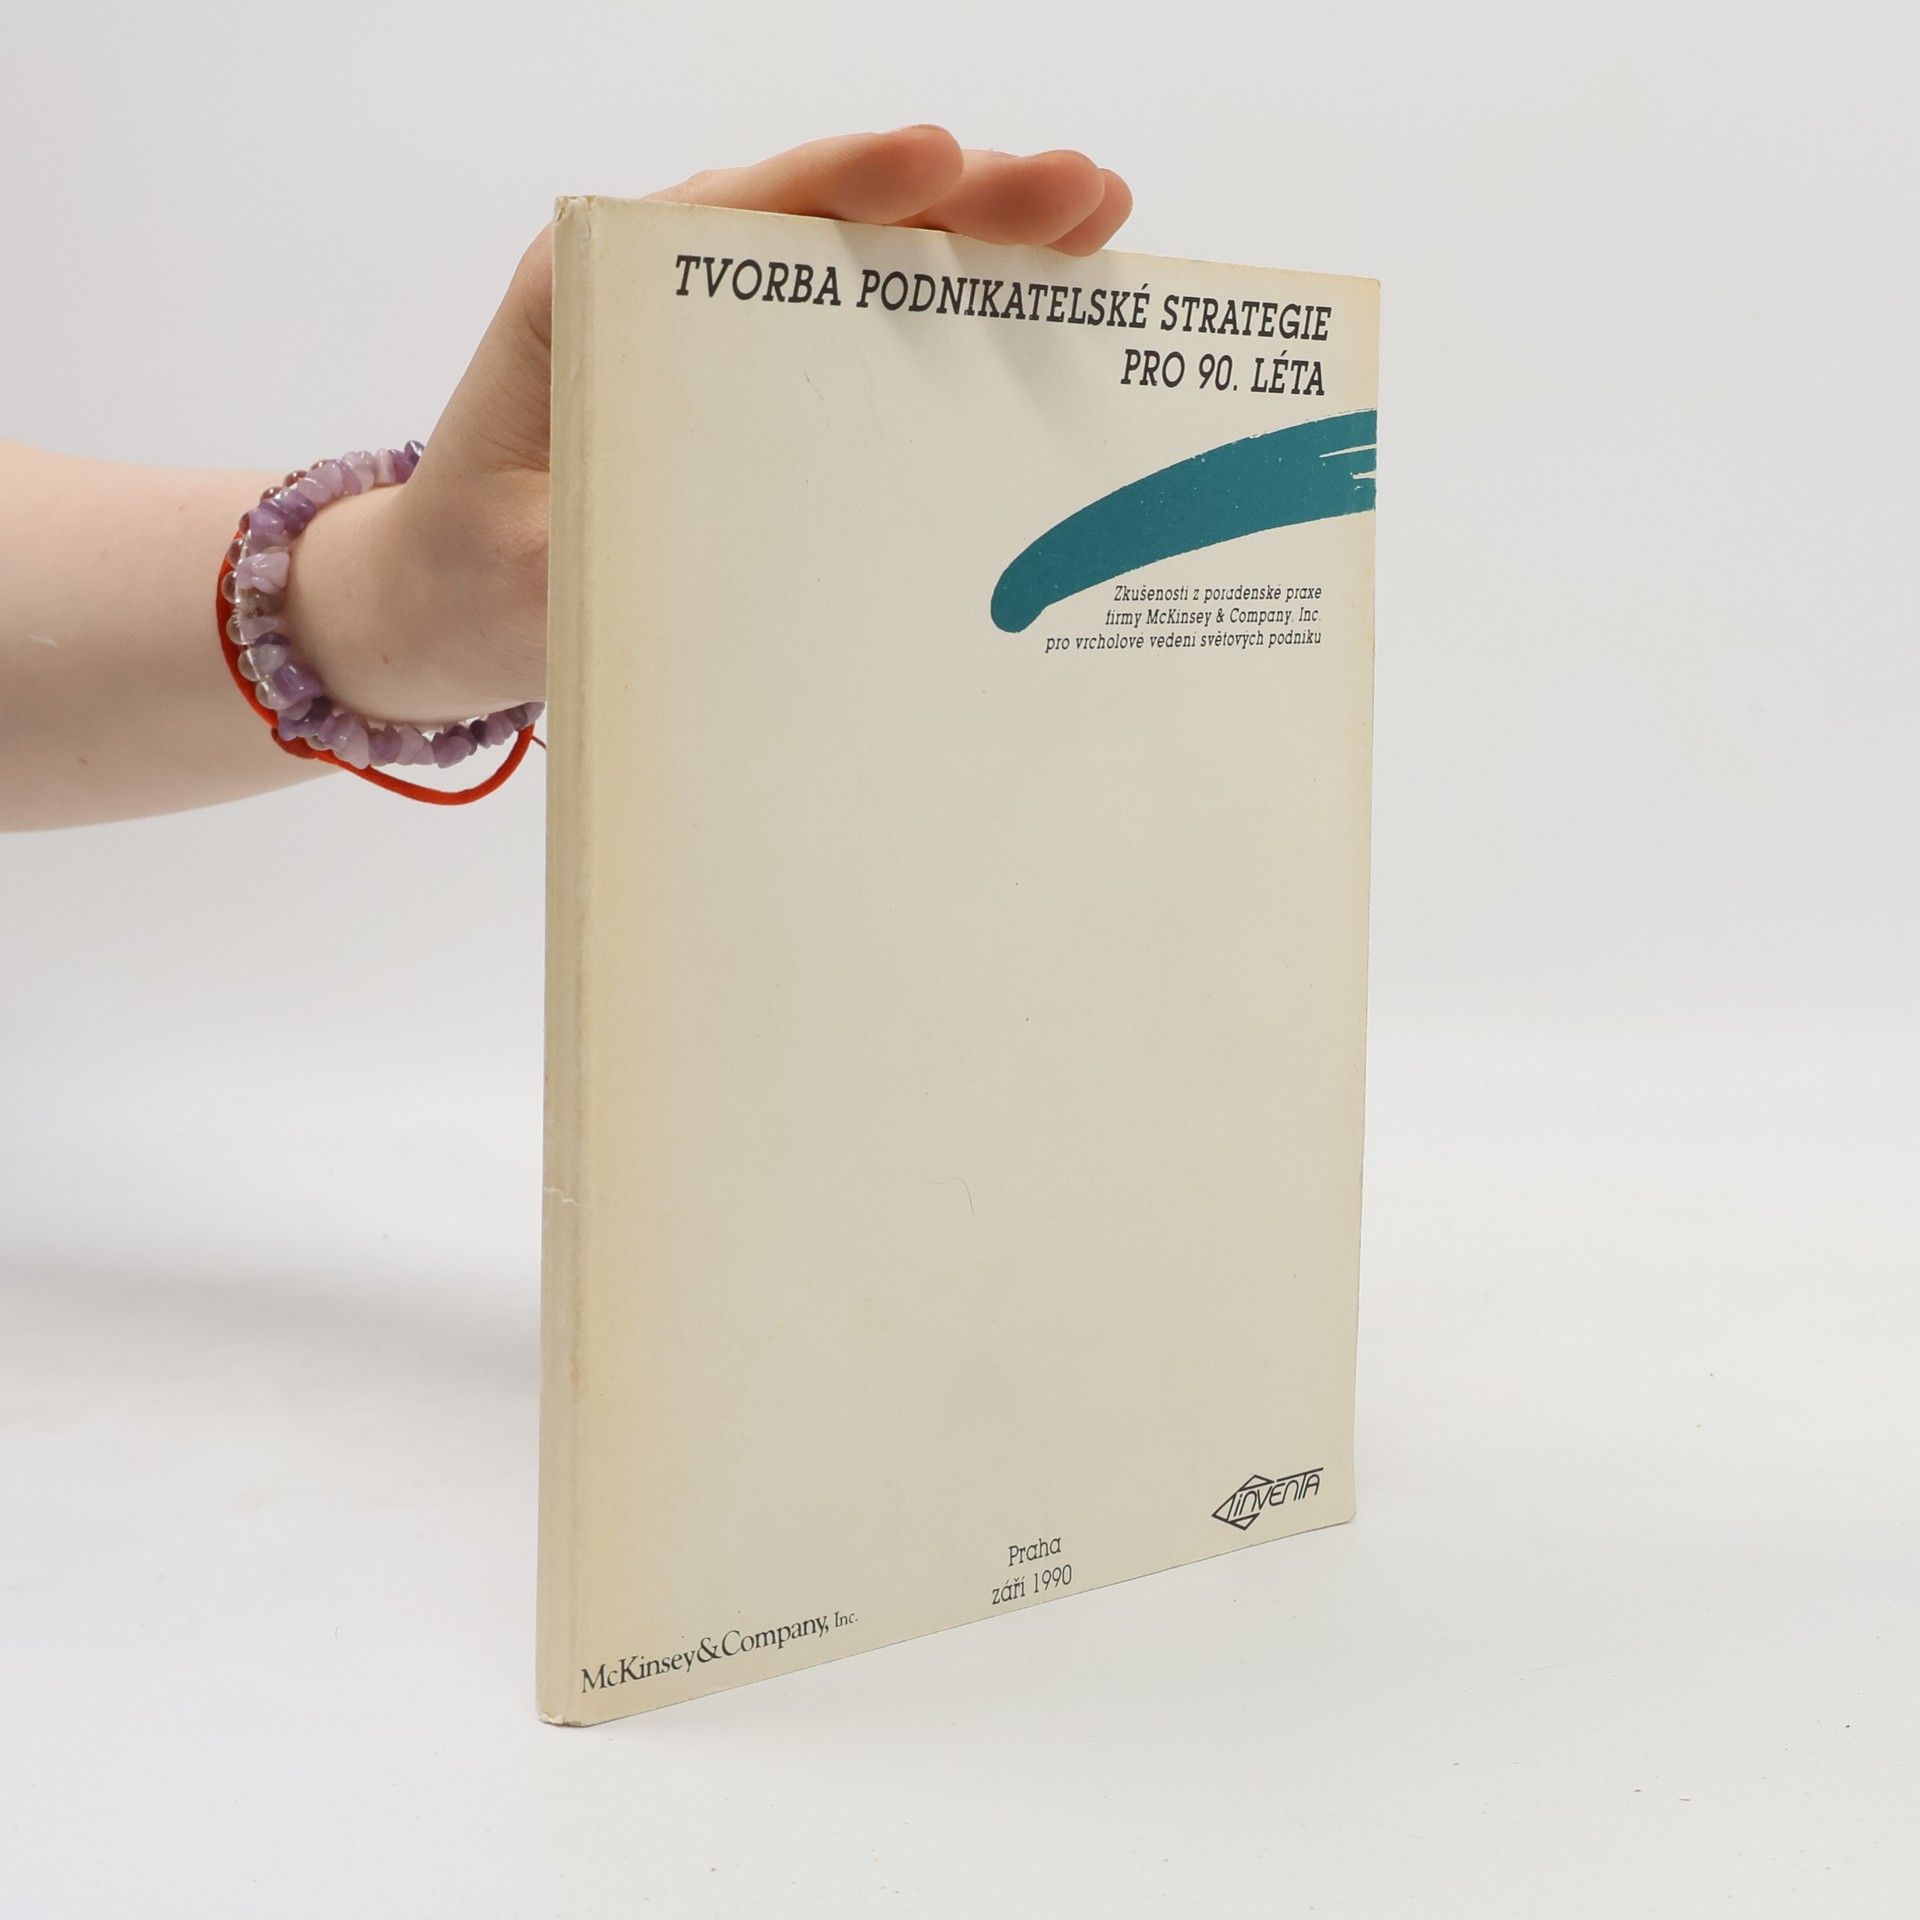 TVORBA PODNIKATELSKÉ STRATEGIE
PRO 90. LÉTA
Zkušenosti z poradenské praxe
firmy McKinsey & Company, Inc.
pro vrcholové vedení světových podniků
INVENTA
Praha
září 1990
McKinsey&Company, Inc.